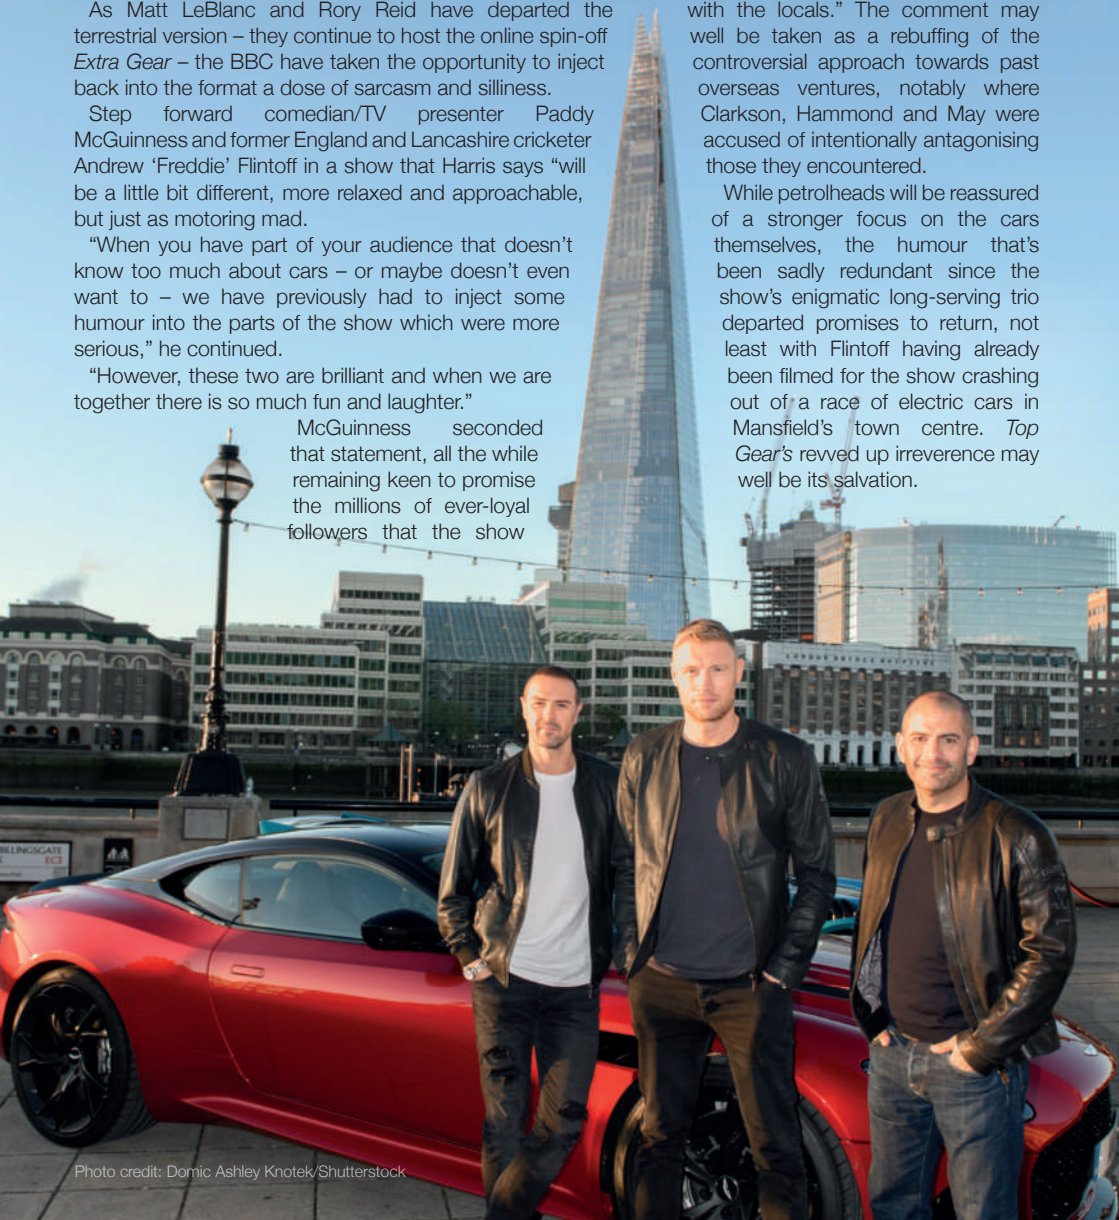 As Matt LeBlanc and Rory Reid have departed the
terrestrial version – they continue to host the online spin-off
Extra Gear – the BBC have taken the opportunity to inject
back into the format a dose of sarcasm and silliness.
Step forward comedian/TV presenter Paddy
McGuinness and former England and Lancashire cricketer
Andrew ‘Freddie’ Flintoff in a show that Harris says “will
be a little bit different, more relaxed and approachable,
but just as motoring mad.
“When you have part of your audience that doesn’t
know too much about cars – or maybe doesn’t even
want to – we have previously had to inject some
humour into the parts of the show which were more
serious,” he continued.
“However, these two are brilliant and when we are
together there is so much fun and laughter.”
McGuinness seconded
that statement, all the while
remaining keen to promise
the millions of ever-loyal
followers that the show
with the locals.” The comment may
well be taken as a rebuffing of the
controversial approach towards past
overseas ventures, notably where
Clarkson, Hammond and May were
accused of intentionally antagonising
those they encountered.
While petrolheads will be reassured
of a stronger focus on the cars
themselves, the humour that’s
been sadly redundant since the
show’s enigmatic long-serving trio
departed promises to return, not
least with Flintoff having already
been filmed for the show crashing
out of a race of electric cars in
Mansfield’s town centre. Top
Gear’s revved up irreverence may
well be its salvation.
BILLINGSGATE
EC3
Photo credit: Domic Ashley Knotek/Shutterstock